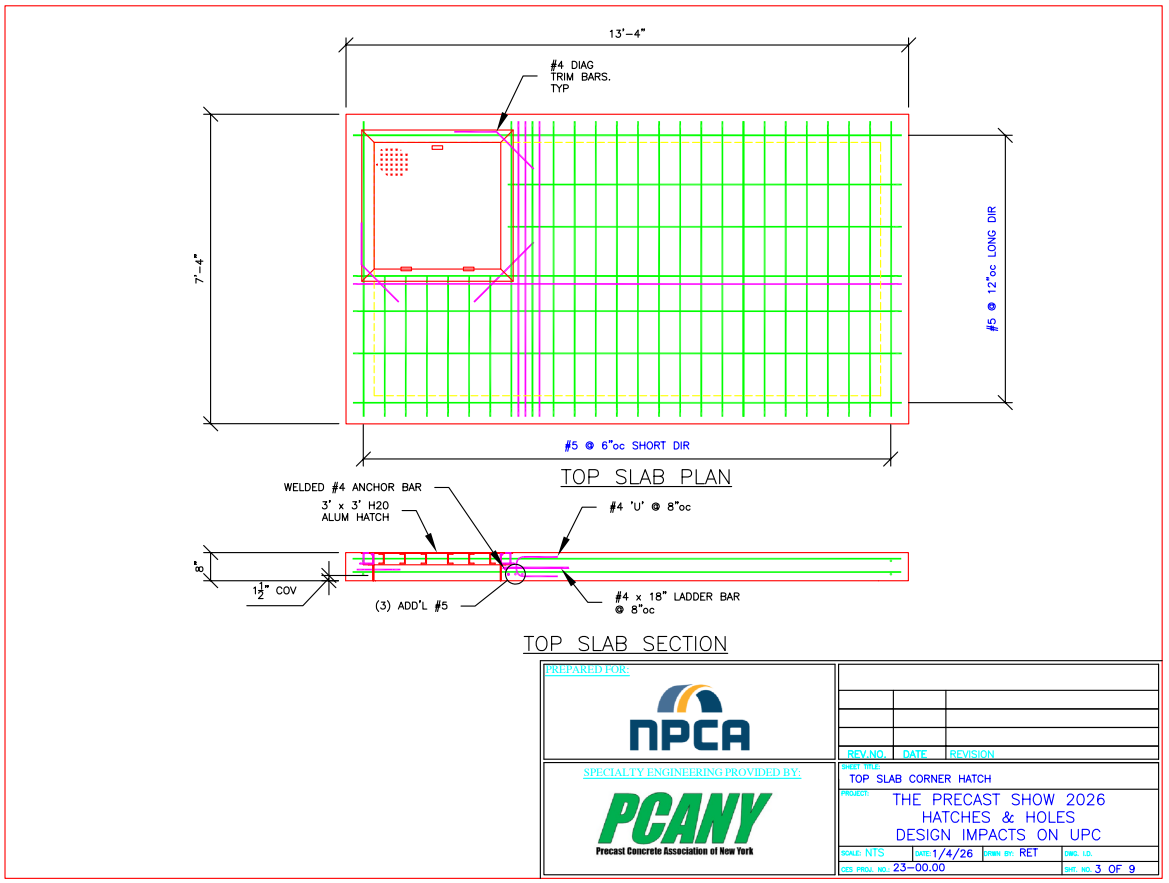 13'-4"
#4 DIAG
TRIM BARS.
TYP
7'-4"
#5 @ 12"oc LONG DIR
#5 @ 6"oc SHORT DIR
TOP SLAB PLAN
WELDED #4 ANCHOR BAR
3' x 3' H20
ALUM HATCH
#4 'U' @ 8"oc
8"
1½" COV
(3) ADD'L #5
#4 x 18" LADDER BAR
@ 8"oc
TOP SLAB SECTION
PREPARED FOR:
NPCA
REV.NO. DATE REVISION
SPECIALTY ENGINEERING PROVIDED BY:
PCANY
Precast Concrete Association of New York
SHEET TITLE:
TOP SLAB CORNER HATCH
PROJECT:
THE PRECAST SHOW 2026
HATCHES & HOLES
DESIGN IMPACTS ON UPC
SCALE: NTS DATE: 1/4/26 DRWN BY: RET DWG. I.D.
OES PROJ. NO.: 23-00.00 SHT. NO. 3 OF 9